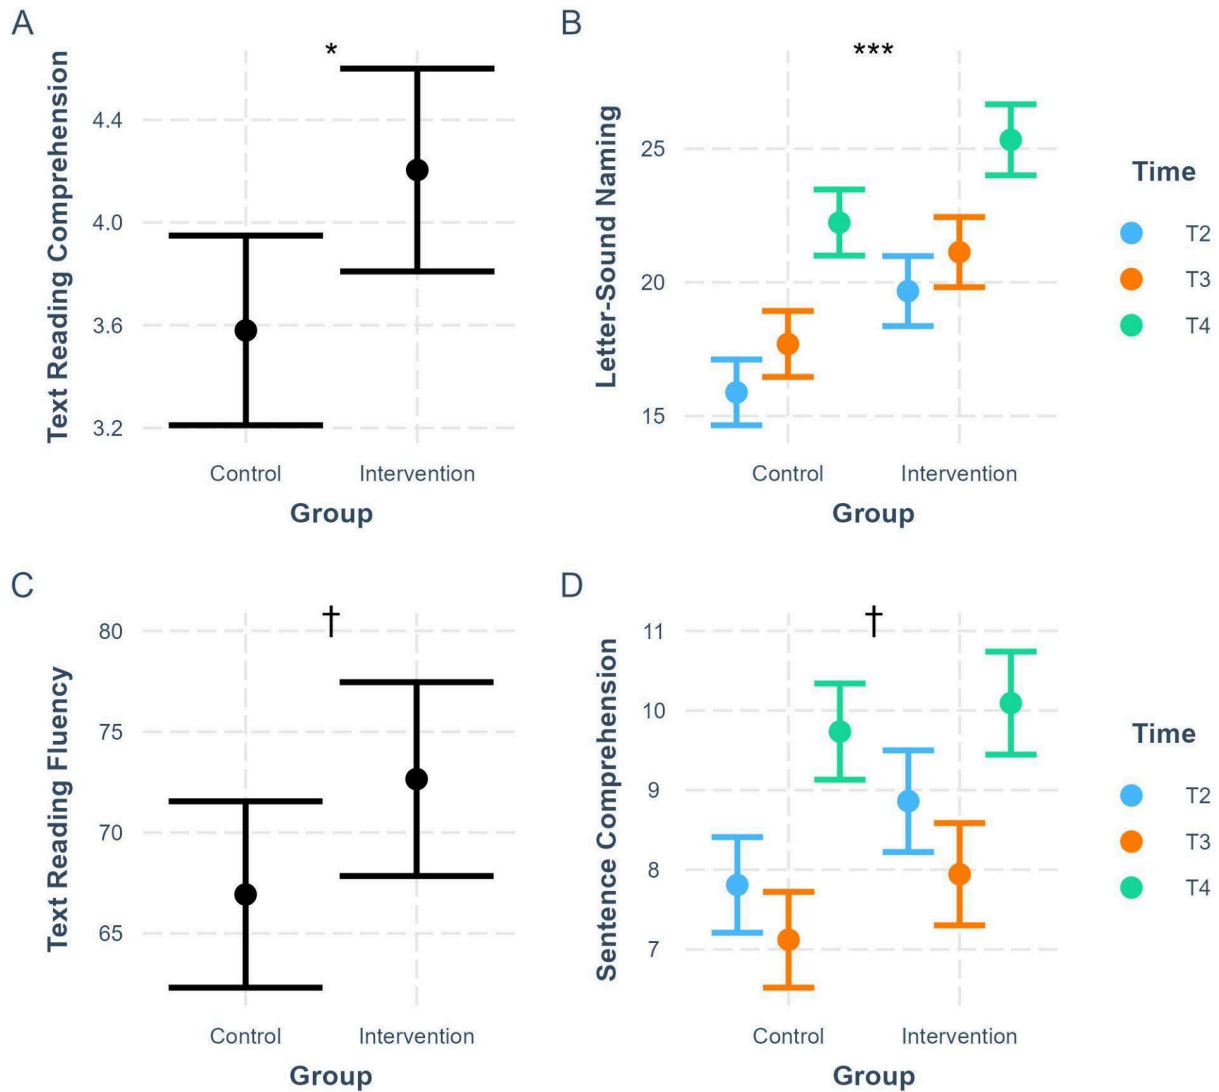 A
*
Text Reading Comprehension
4.4
4.0
3.6
3.2
Control
Intervention
Group
B
***
Letter-Sound Naming
25
20
15
Control
Intervention
Group
Time
T2
T3
T4
C
†
Text Reading Fluency
80
75
70
65
Control
Intervention
Group
D
†
Sentence Comprehension
11
10
9
8
7
Control
Intervention
Group
Time
T2
T3
T4